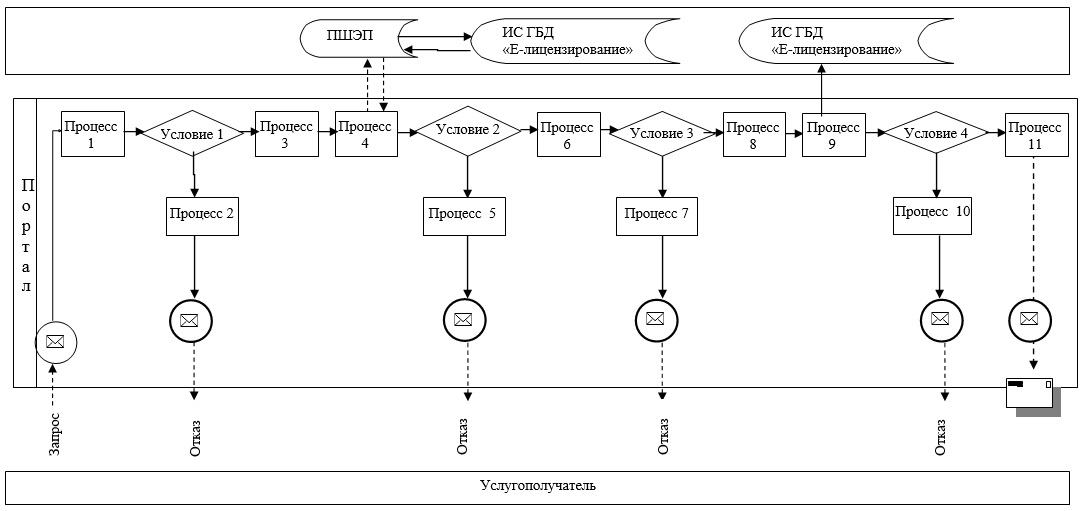 ПШЭП
ИС ГБД
«Е-лицензирование»
ИС ГБД
«Е-лицензирование»
Портал
Процесс
1
Условие 1
Процесс
3
Процесс
4
Условие 2
Процесс
6
Условие 3
Процесс
8
Процесс
9
Условие 4
Процесс
11
Процесс 2
Процесс 5
Процесс 7
Процесс 10
Запрос
Отказ
Отказ
Отказ
Отказ
Услугополучатель